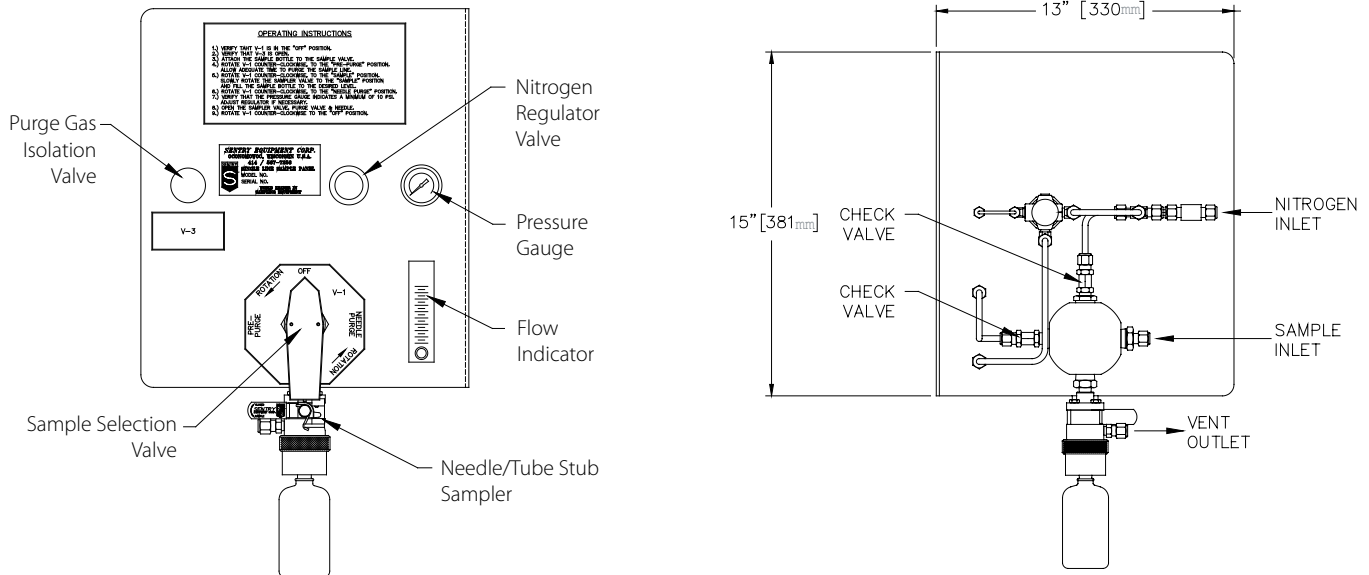 OPERATING INSTRUCTIONS
1.) VERIFY TAHT V-1 IS IN THE "OFF" POSITION.
2.) VERIFY THAT V-3 IS OPEN.
3.) ATTACH THE SAMPLE BOTTLE TO THE SAMPLE VALVE.
4.) ROTATE V-1 COUNTER-CLOCKWISE, TO THE "PRE-PURGE" POSITION.
ALLOW ADEQUATE TIME TO PURGE THE SAMPLE LINE.
5.) ROTATE V-1 COUNTER-CLOCKWISE, TO THE "SAMPLE" POSITION.
SLOWLY ROTATE THE SAMPLER VALVE TO THE "SAMPLE" POSITION
AND FILL THE SAMPLE BOTTLE TO THE DESIRED LEVEL.
6.) ROTATE V-1 COUNTER-CLOCKWISE, TO THE "NEEDLE PURGE" POSITION.
7.) VERIFY THAT THE PRESSURE GAUGE INDICATES A MINIMUM OF 10 PSI.
ADJUST REGULATOR IF NECESSARY.
8.) OPEN THE SAMPLER VALVE, PURGE VALVE & NEEDLE.
9.) ROTATE V-1 COUNTER-CLOCKWISE TO THE "OFF" POSITION.
Purge Gas
Isolation
Valve
Nitrogen
Regulator
Valve
SENTRY EQUIPMENT CORP.
OCONOMOWOC, WISCONSIN U.S.A.
SINGLE LINE SAMPLE PANEL
MODEL NO.
SERIAL NO.
Pressure
Gauge
V-3
OFF
ROTATION
V-1
PRE-
PURGE
NEEDLE
PURGE
ROTATION
Flow
Indicator
Sample Selection
Valve
SENTRY
Needle/Tube Stub
Sampler
13" [330mm]
15"[381mm]
CHECK
VALVE
NITROGEN
INLET
CHECK
VALVE
SAMPLE
INLET
VENT
OUTLET